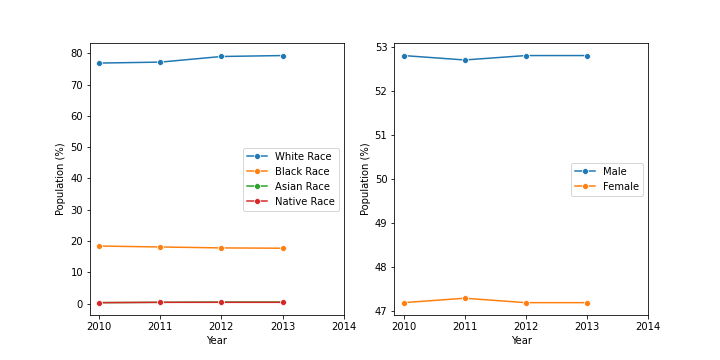 80
70
60
50
40
30
20
10
0
Population (%)
2010 2011 2012 2013 2014
Year
White Race
Black Race
Asian Race
Native Race
53
52
51
50
49
48
47
Population (%)
2010 2011 2012 2013 2014
Year
Male
Female